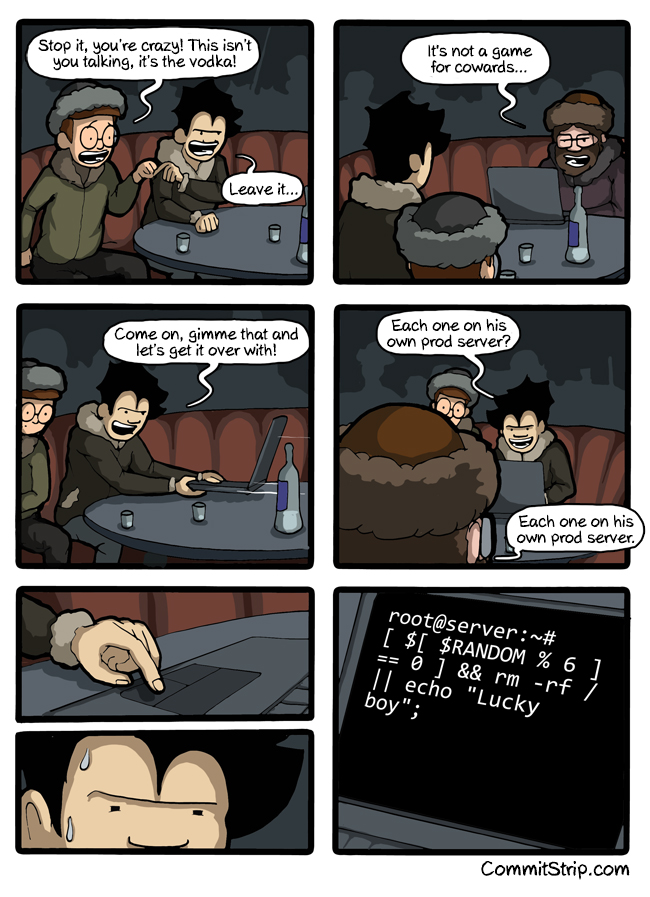 Stop it, you're crazy! This isn't
you talking, it's the vodka!
Leave it...
It's not a game
for cowards...
Come on, gimme that and
let's get it over with!
Each one on his
own prod server?
Each one on his
own prod server.
root@server:~#
[ $[ $RANDOM % 6 ]
== 0 ] && rm -rf /
|| echo "Lucky
boy";
CommitStrip.com